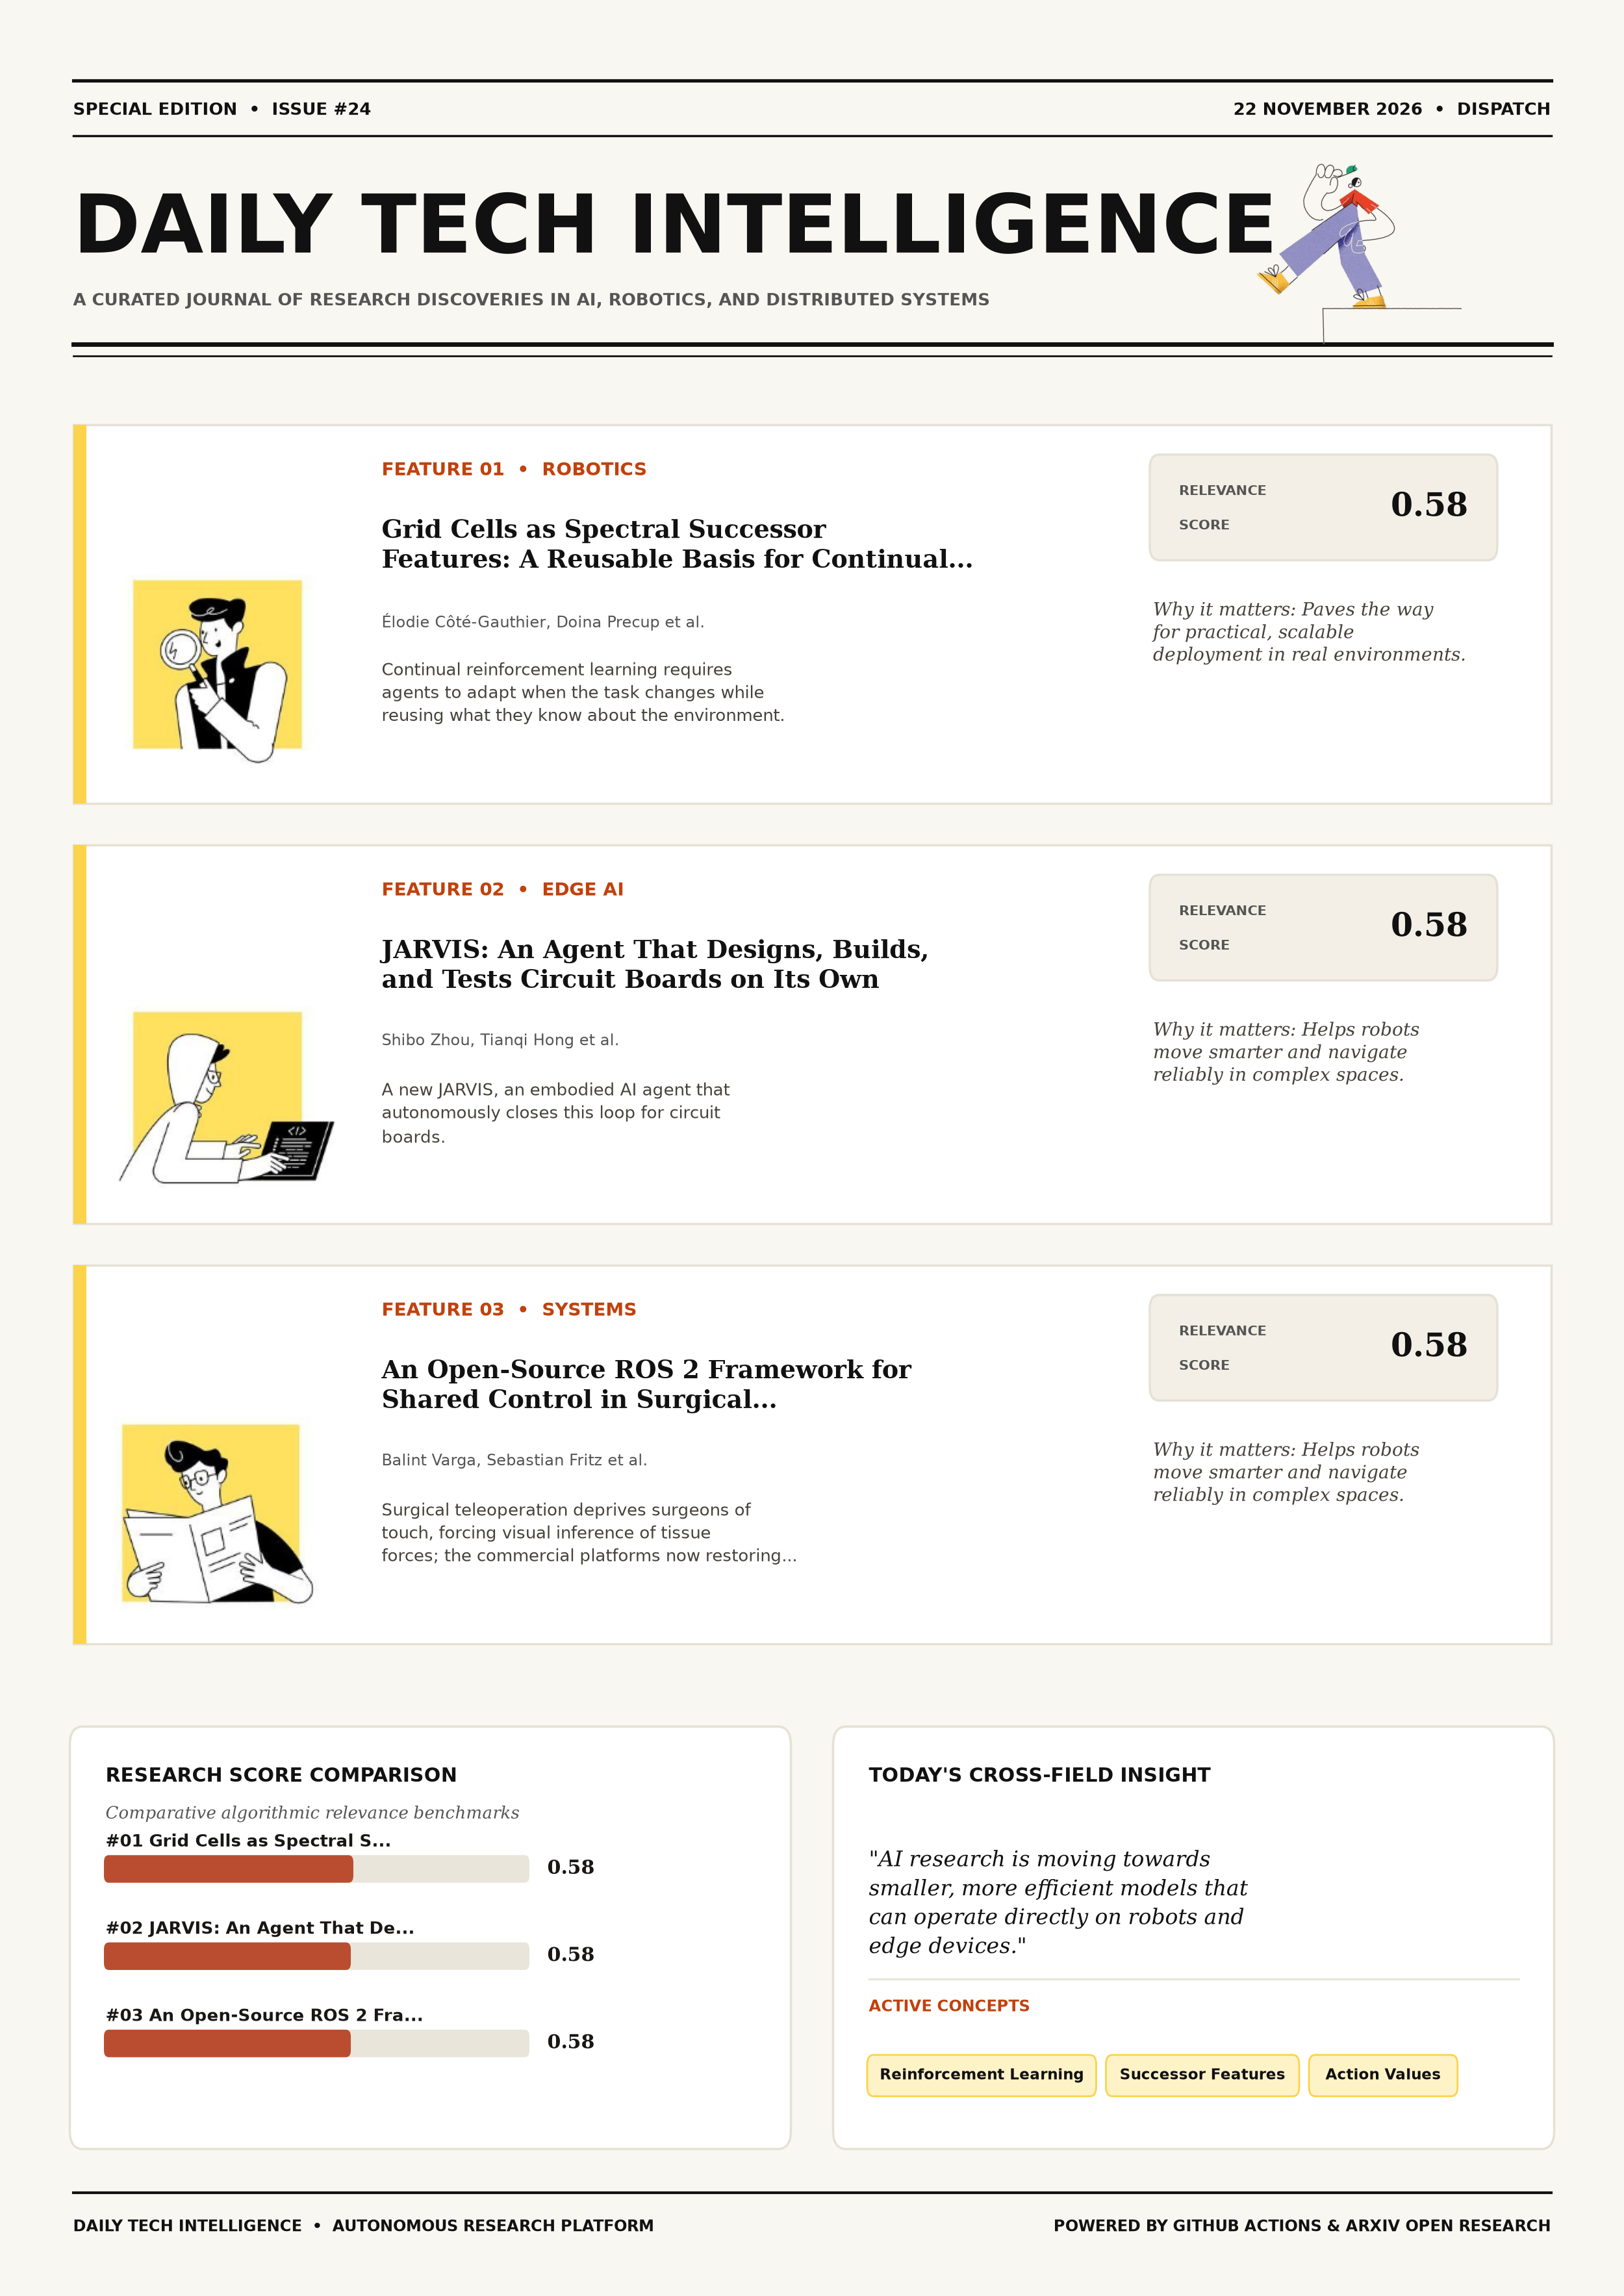 SPECIAL EDITION • ISSUE #24
22 NOVEMBER 2026 • DISPATCH
DAILY TECH INTELLIGENCE
A CURATED JOURNAL OF RESEARCH DISCOVERIES IN AI, ROBOTICS, AND DISTRIBUTED SYSTEMS
FEATURE 01 • ROBOTICS
Grid Cells as Spectral Successor
Features: A Reusable Basis for Continual...
Élodie Côté-Gauthier, Doina Precup et al.
Continual reinforcement learning requires
agents to adapt when the task changes while
reusing what they know about the environment.
RELEVANCE
SCORE
0.58
Why it matters: Paves the way
for practical, scalable
deployment in real environments.
FEATURE 02 • EDGE AI
JARVIS: An Agent That Designs, Builds,
and Tests Circuit Boards on Its Own
Shibo Zhou, Tianqi Hong et al.
A new JARVIS, an embodied AI agent that
autonomously closes this loop for circuit
boards.
</>
RELEVANCE
SCORE
0.58
Why it matters: Helps robots
move smarter and navigate
reliably in complex spaces.
FEATURE 03 • SYSTEMS
An Open-Source ROS 2 Framework for
Shared Control in Surgical...
Balint Varga, Sebastian Fritz et al.
Surgical teleoperation deprives surgeons of
touch, forcing visual inference of tissue
forces; the commercial platforms now restoring...
RELEVANCE
SCORE
0.58
Why it matters: Helps robots
move smarter and navigate
reliably in complex spaces.
RESEARCH SCORE COMPARISON
Comparative algorithmic relevance benchmarks
#01 Grid Cells as Spectral S...
0.58
#02 JARVIS: An Agent That De...
0.58
#03 An Open-Source ROS 2 Fra...
0.58
TODAY'S CROSS-FIELD INSIGHT
"AI research is moving towards
smaller, more efficient models that
can operate directly on robots and
edge devices."
ACTIVE CONCEPTS
Reinforcement Learning
Successor Features
Action Values
DAILY TECH INTELLIGENCE • AUTONOMOUS RESEARCH PLATFORM
POWERED BY GITHUB ACTIONS & ARXIV OPEN RESEARCH